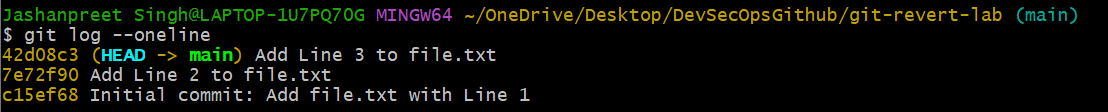 Jashanpreet Singh@LAPTOP-1U7PQ70G MINGW64 ~/OneDrive/Desktop/DevSecOpsGithub/git-revert-lab (main)
$ git log --oneline
42d08c3 (HEAD -> main) Add Line 3 to file.txt
7e72f90 Add Line 2 to file.txt
c15ef68 Initial commit: Add file.txt with Line 1